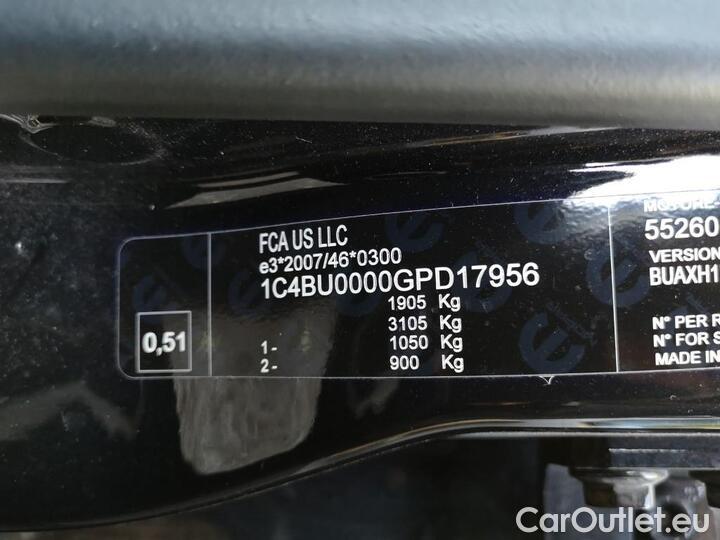 FCA US LLC
e3*2007/46*0300
1C4BU0000GPD17956
1905 Kg
3105 Kg
1- 1050 Kg
2- 900 Kg
0,51
MOTORE
55260
VERSION
BUAXH1
N° PER R
N° FOR S
MADE IN
CarOutlet.eu